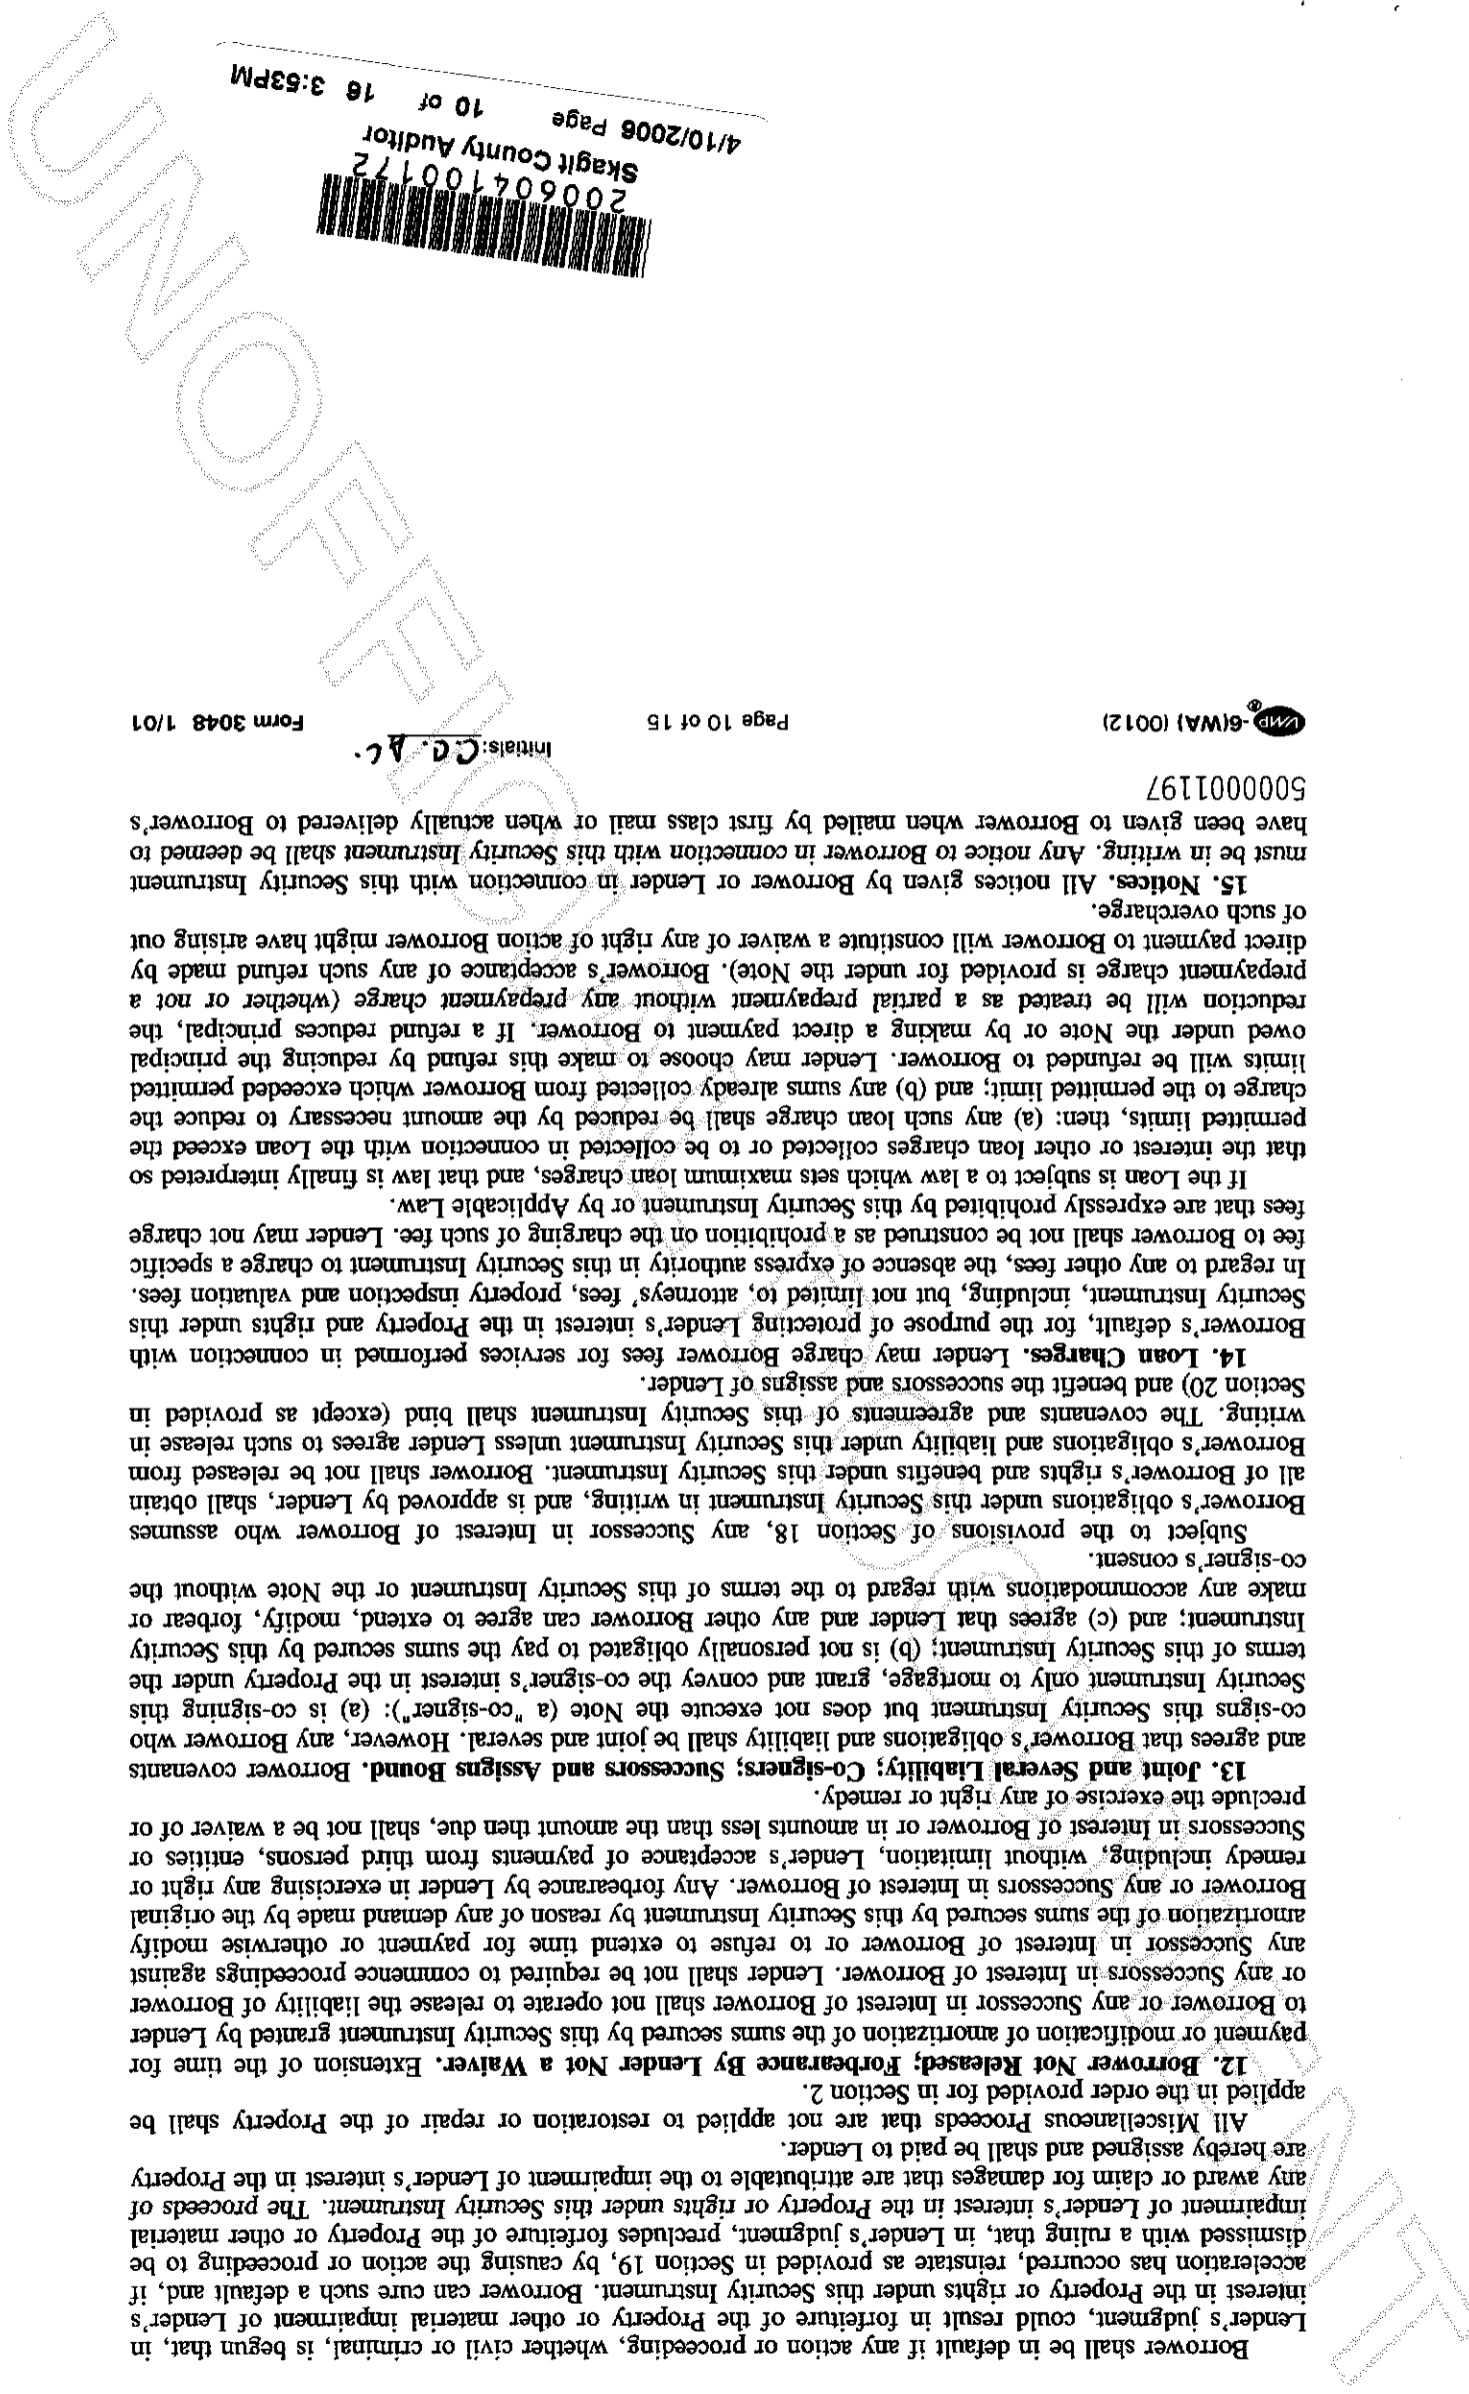 Borrower shall be in default if any action or proceeding, whether civil or criminal, is begun that, in
Lender's judgment, could result in forfeiture of the Property or other material impairment of Lender's
interest in the Property or rights under this Security Instrument. Borrower can cure such a default and, if
acceleration has occurred, reinstate as provided in Section 19, by causing the action or proceeding to be
dismissed with a ruling that, in Lender's judgment, precludes forfeiture of the Property or other material
impairment of Lender's interest in the Property or rights under this Security Instrument. The proceeds of
any award or claim for damages that are attributable to the impairment of Lender's interest in the Property
are hereby assigned and shall be paid to Lender.
All Miscellaneous Proceeds that are not applied to restoration or repair of the Property shall be
applied in the order provided for in Section 2.
12. Borrower Not Released; Forbearance By Lender Not a Waiver. Extension of the time for
payment or modification of amortization of the sums secured by this Security Instrument granted by Lender
to Borrower or any Successor in Interest of Borrower shall not operate to release the liability of Borrower
or any Successors in Interest of Borrower. Lender shall not be required to commence proceedings against
any Successor in Interest of Borrower or to refuse to extend time for payment or otherwise modify
amortization of the sums secured by this Security Instrument by reason of any demand made by the original
Borrower or any Successors in Interest of Borrower. Any forbearance by Lender in exercising any right or
remedy including, without limitation, Lender's acceptance of payments from third persons, entities or
Successors in Interest of Borrower or in amounts less than the amount then due, shall not be a waiver of or
preclude the exercise of any right or remedy.
13. Joint and Several Liability; Co-signers; Successors and Assigns Bound. Borrower covenants
and agrees that Borrower's obligations and liability shall be joint and several. However, any Borrower who
co-signs this Security Instrument but does not execute the Note (a "co-signer"): (a) is co-signing this
Security Instrument only to mortgage, grant and convey the co-signer's interest in the Property under the
terms of this Security Instrument; (b) is not personally obligated to pay the sums secured by this Security
Instrument; and (c) agrees that Lender and any other Borrower can agree to extend, modify, forbear or
make any accommodations with regard to the terms of this Security Instrument or the Note without the
co-signer's consent.
Subject to the provisions of Section 18, any Successor in Interest of Borrower who assumes
Borrower's obligations under this Security Instrument in writing, and is approved by Lender, shall obtain
all of Borrower's rights and benefits under this Security Instrument. Borrower shall not be released from
Borrower's obligations and liability under this Security Instrument unless Lender agrees to such release in
writing. The covenants and agreements of this Security Instrument shall bind (except as provided in
Section 20) and benefit the successors and assigns of Lender.
14. Loan Charges. Lender may charge Borrower fees for services performed in connection with
Borrower's default, for the purpose of protecting Lender's interest in the Property and rights under this
Security Instrument, including, but not limited to, attorneys' fees, property inspection and valuation fees.
In regard to any other fees, the absence of express authority in this Security Instrument to charge a specific
fee to Borrower shall not be construed as a prohibition on the charging of such fee. Lender may not charge
fees that are expressly prohibited by this Security Instrument or by Applicable Law.
If the Loan is subject to a law which sets maximum loan charges, and that law is finally interpreted so
that the interest or other loan charges collected or to be collected in connection with the Loan exceed the
permitted limits, then: (a) any such loan charge shall be reduced by the amount necessary to reduce the
charge to the permitted limit; and (b) any sums already collected from Borrower which exceeded permitted
limits will be refunded to Borrower. Lender may choose to make this refund by reducing the principal
owed under the Note or by making a direct payment to Borrower. If a refund reduces principal, the
reduction will be treated as a partial prepayment without any prepayment charge (whether or not a
prepayment charge is provided for under the Note). Borrower's acceptance of any such refund made by
direct payment to Borrower will constitute a waiver of any right of action Borrower might have arising out
of such overcharge.
15. Notices. All notices given by Borrower or Lender in connection with this Security Instrument
must be in writing. Any notice to Borrower in connection with this Security Instrument shall be deemed to
have been given to Borrower when mailed by first class mail or when actually delivered to Borrower's
5000001197
Initials: C.C. A C.
VMP®-6(WA) (0012) Page 10 of 15 Form 3048 1/01
200604100172
Skagit County Auditor
4/10/2006 Page 10 of 16 3:53PM
UNOFFICIAL DOCUMENT